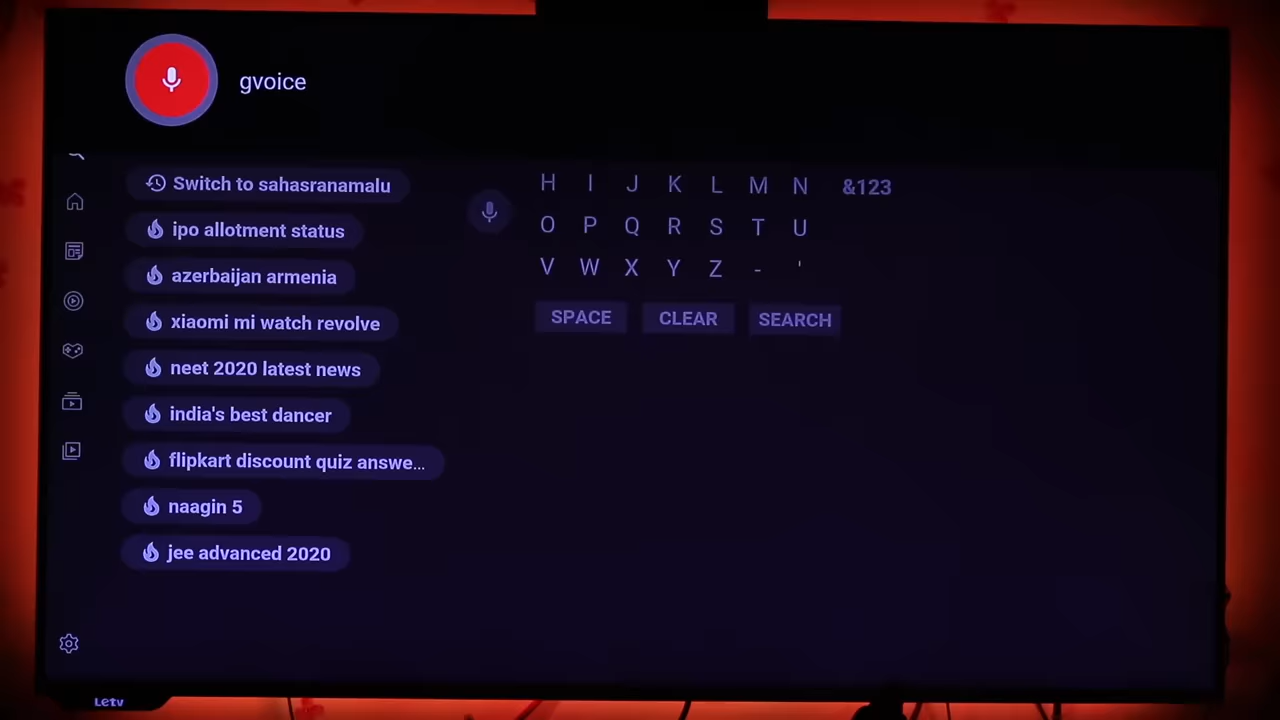 gvoice
Switch to sahasranamalu
ipo allotment status
azerbaijan armenia
xiaomi mi watch revolve
neet 2020 latest news
india's best dancer
flipkart discount quiz answe...
naagin 5
jee advanced 2020
H I J K L M N &123
O P Q R S T U
V W X Y Z - '
SPACE CLEAR SEARCH
Letv